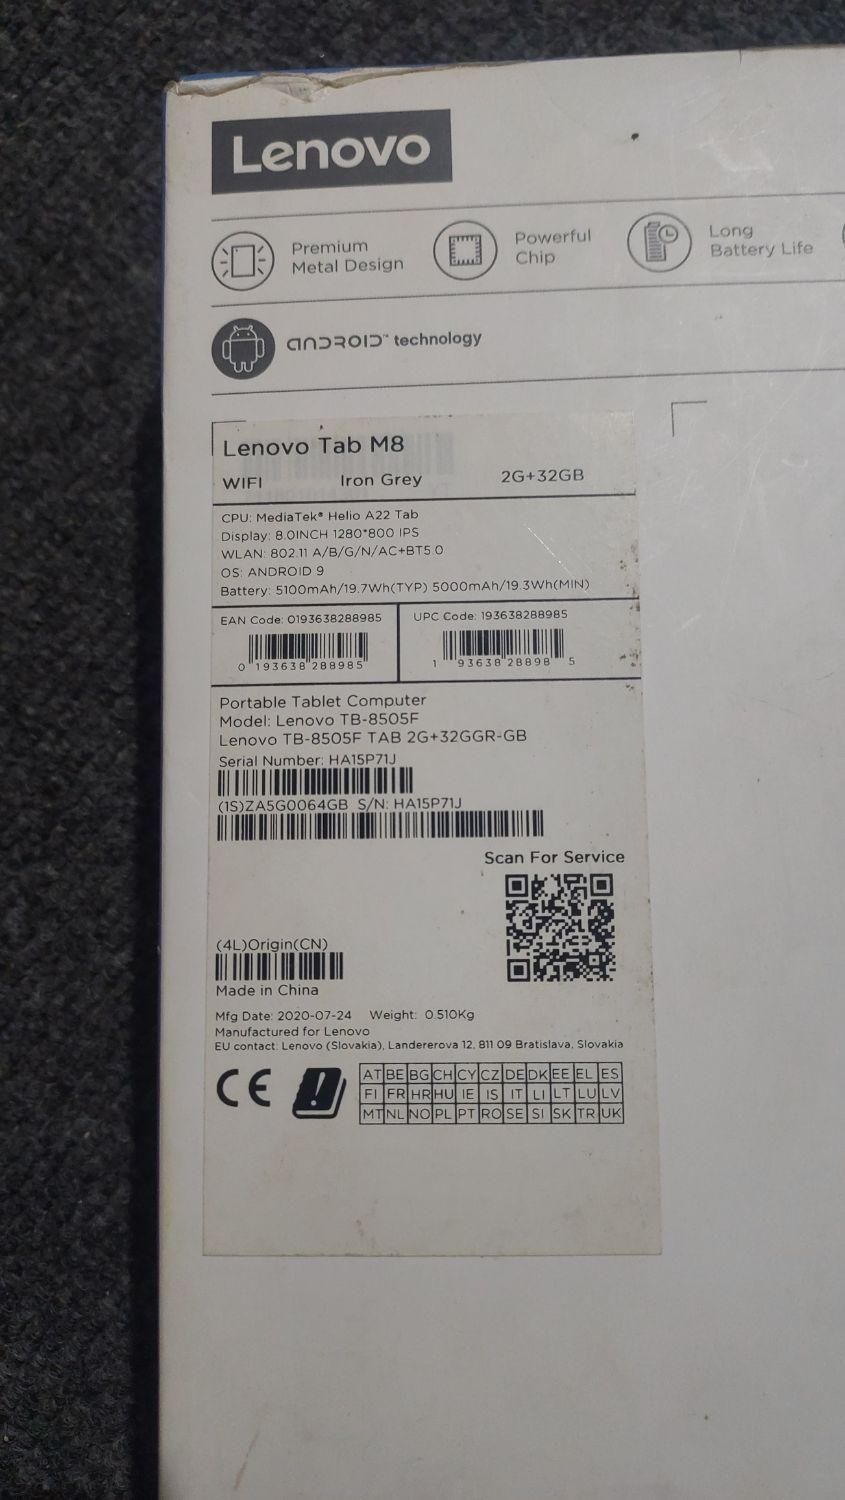 Lenovo
Premium
Metal Design
Powerful
Chip
Long
Battery Life
ANDROID™ technology
Lenovo Tab M8
WIFI Iron Grey 2G+32GB
CPU: MediaTek® Helio A22 Tab
Display: 8.0INCH 1280*800 IPS
WLAN: 802.11 A/B/G/N/AC+BT5.0
OS: ANDROID 9
Battery: 5100mAh/19.7Wh(TYP) 5000mAh/19.3Wh(MIN)
EAN Code: 0193638288985 UPC Code: 193638288985
0 193638 288985 1 93638 28898 5
Portable Tablet Computer
Model: Lenovo TB-8505F
Lenovo TB-8505F TAB 2G+32GGR-GB
Serial Number: HA15P71J
(1S)ZA5G0064GB S/N: HA15P71J
Scan For Service
(4L)Origin(CN)
Made in China
Mfg Date: 2020-07-24 Weight: 0.510Kg
Manufactured for Lenovo
EU contact: Lenovo (Slovakia), Landererova 12, 811 09 Bratislava, Slovakia
CE ! AT BE BG CH CY CZ DE DK EE EL ES
FI FR HR HU IE IS IT LI LT LU LV
MT NL NO PL PT RO SE SI SK TR UK